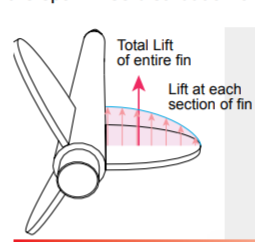 Total Lift
of entire fin
Lift at each
section of fin